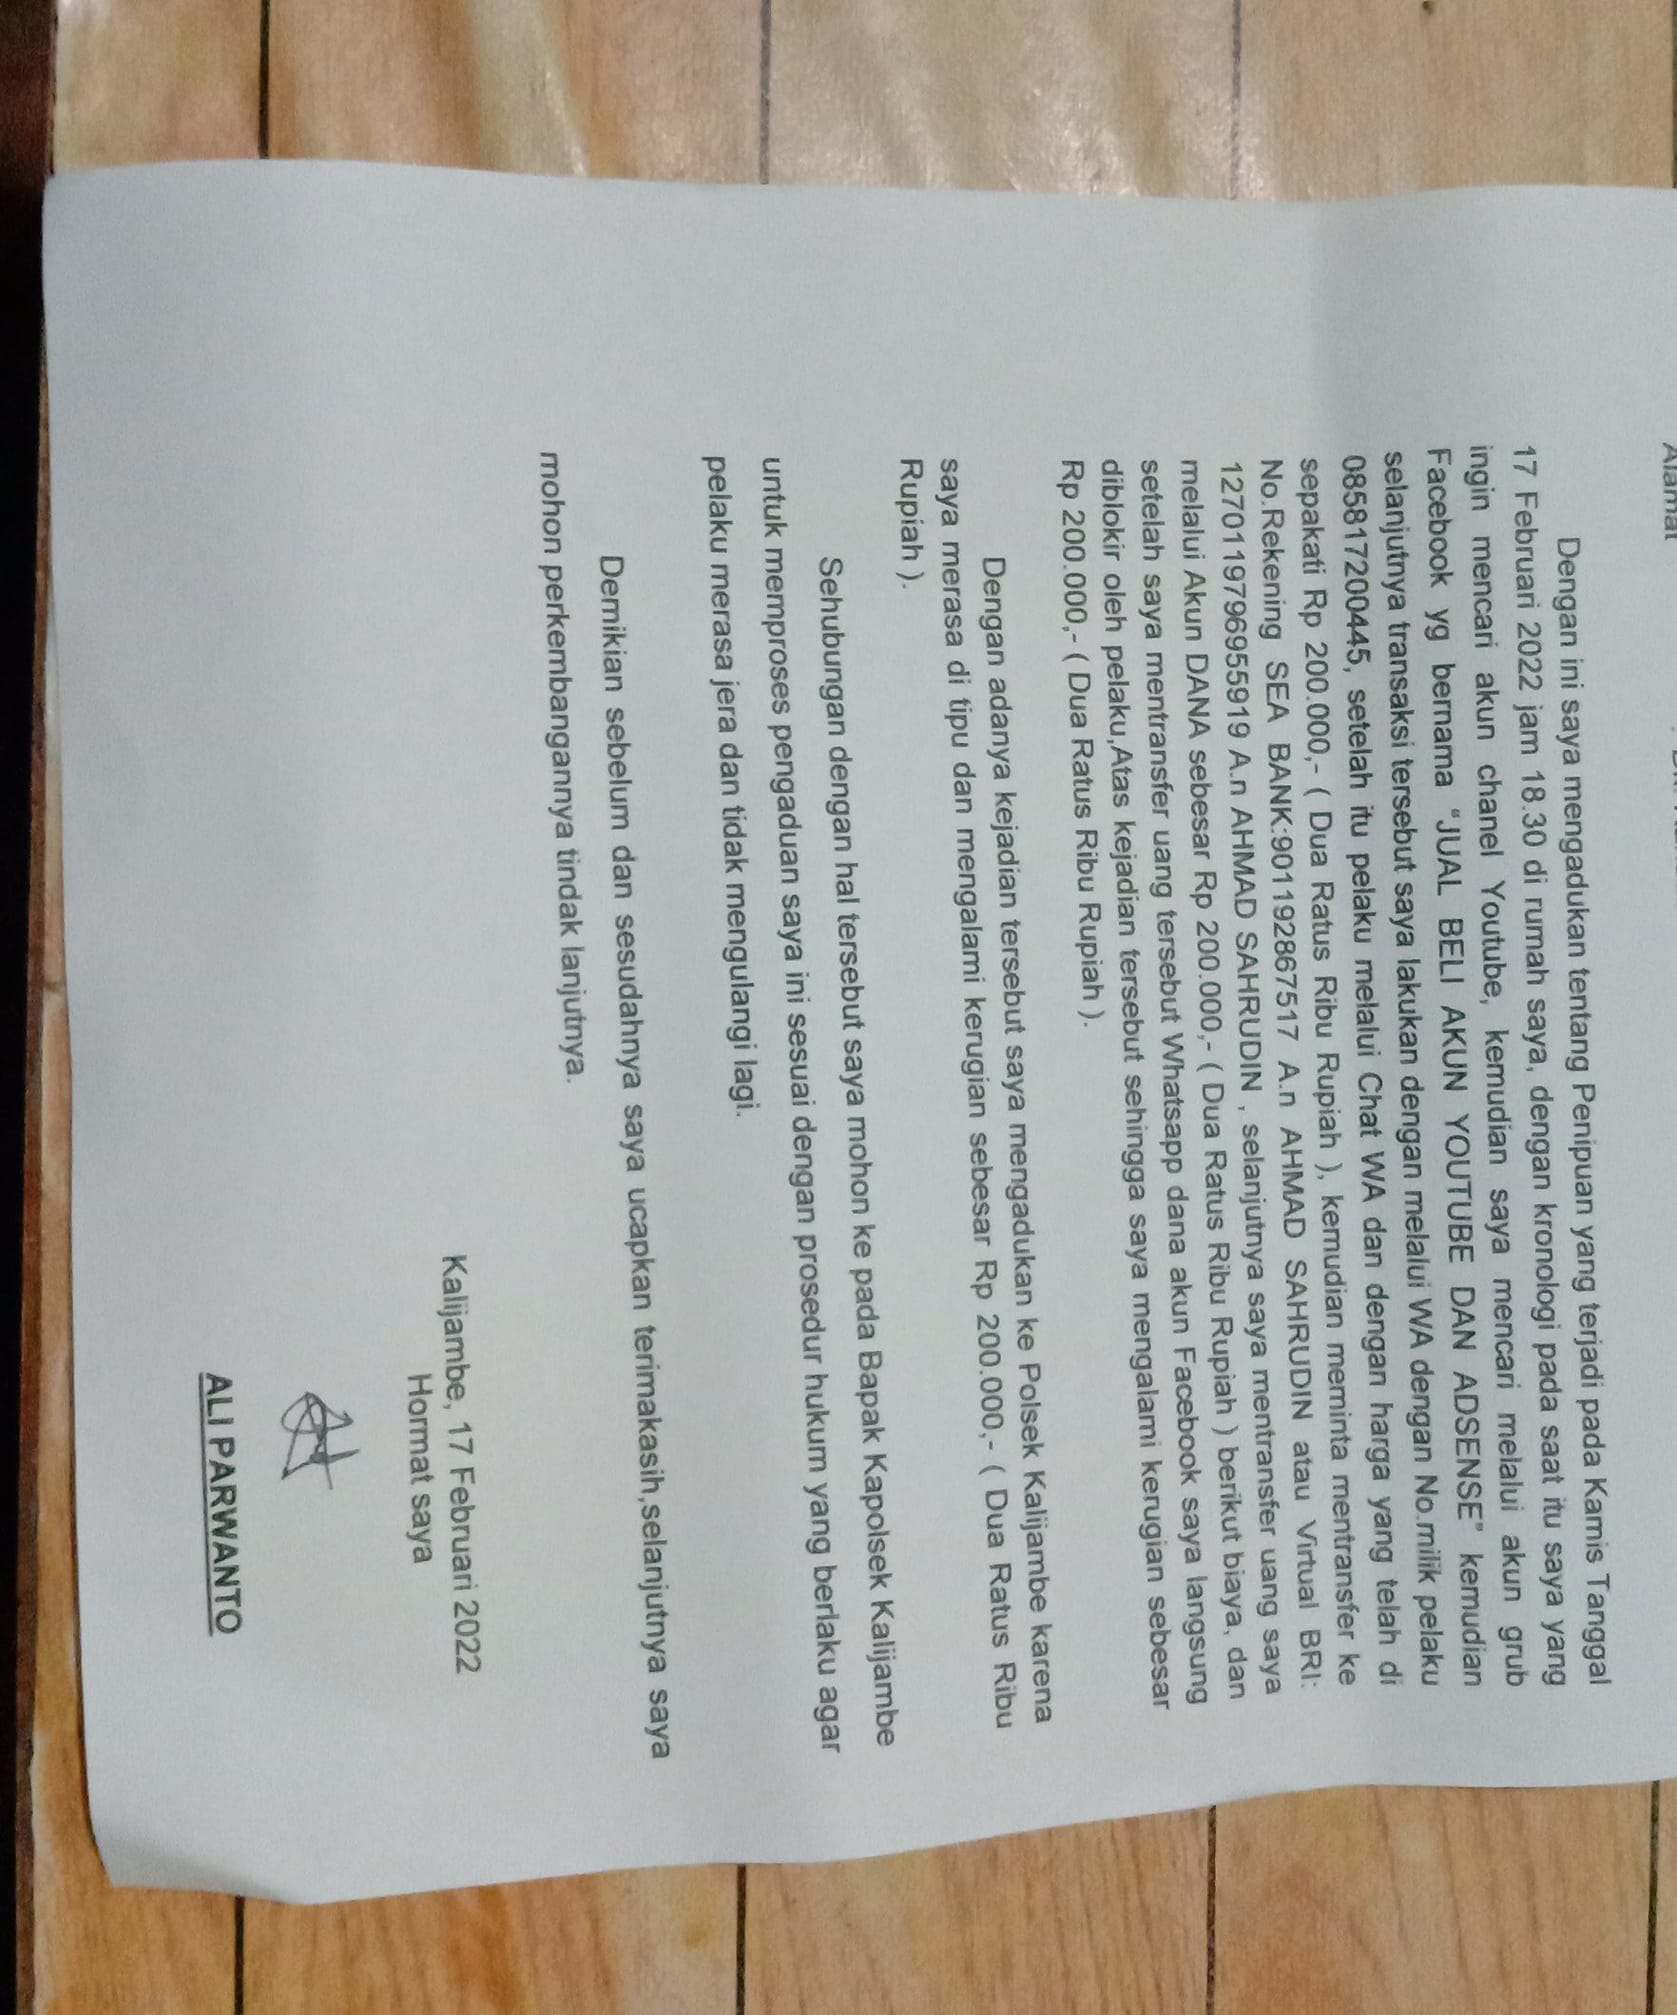 Alamat
Dengan ini saya mengadukan tentang Penipuan yang terjadi pada Kamis Tanggal
17 Februari 2022 jam 18.30 di rumah saya, dengan kronologi pada saat itu saya yang
ingin mencari akun chanel Youtube, kemudian saya mencari melalui akun grub
Facebook yg bernama “JUAL BELI AKUN YOUTUBE DAN ADSENSE” kemudian
selanjutnya transaksi tersebut saya lakukan dengan melalui WA dengan No.milik pelaku
085817200445, setelah itu pelaku melalui Chat WA dan dengan harga yang telah di
sepakati Rp 200.000,- ( Dua Ratus Ribu Rupiah ), kemudian meminta mentransfer ke
No.Rekening SEA BANK:901192867517 A.n AHMAD SAHRUDIN atau Virtual BRI:
1270119796955919 A.n AHMAD SAHRUDIN , selanjutnya saya mentransfer uang saya
melalui Akun DANA sebesar Rp 200.000,- ( Dua Ratus Ribu Rupiah ) berikut biaya, dan
setelah saya mentransfer uang tersebut Whatsapp dana akun Facebook saya langsung
diblokir oleh pelaku,Atas kejadian tersebut sehingga saya mengalami kerugian sebesar
Rp 200.000,- ( Dua Ratus Ribu Rupiah ).
Dengan adanya kejadian tersebut saya mengadukan ke Polsek Kalijambe karena
saya merasa di tipu dan mengalami kerugian sebesar Rp 200.000,- ( Dua Ratus Ribu
Rupiah ).
Sehubungan dengan hal tersebut saya mohon ke pada Bapak Kapolsek Kalijambe
untuk memproses pengaduan saya ini sesuai dengan prosedur hukum yang berlaku agar
pelaku merasa jera dan tidak mengulangi lagi.
Demikian sebelum dan sesudahnya saya ucapkan terimakasih,selanjutnya saya
mohon perkembangannya tindak lanjutnya.
Kalijambe, 17 Februari 2022
Hormat saya
ALI PARWANTO